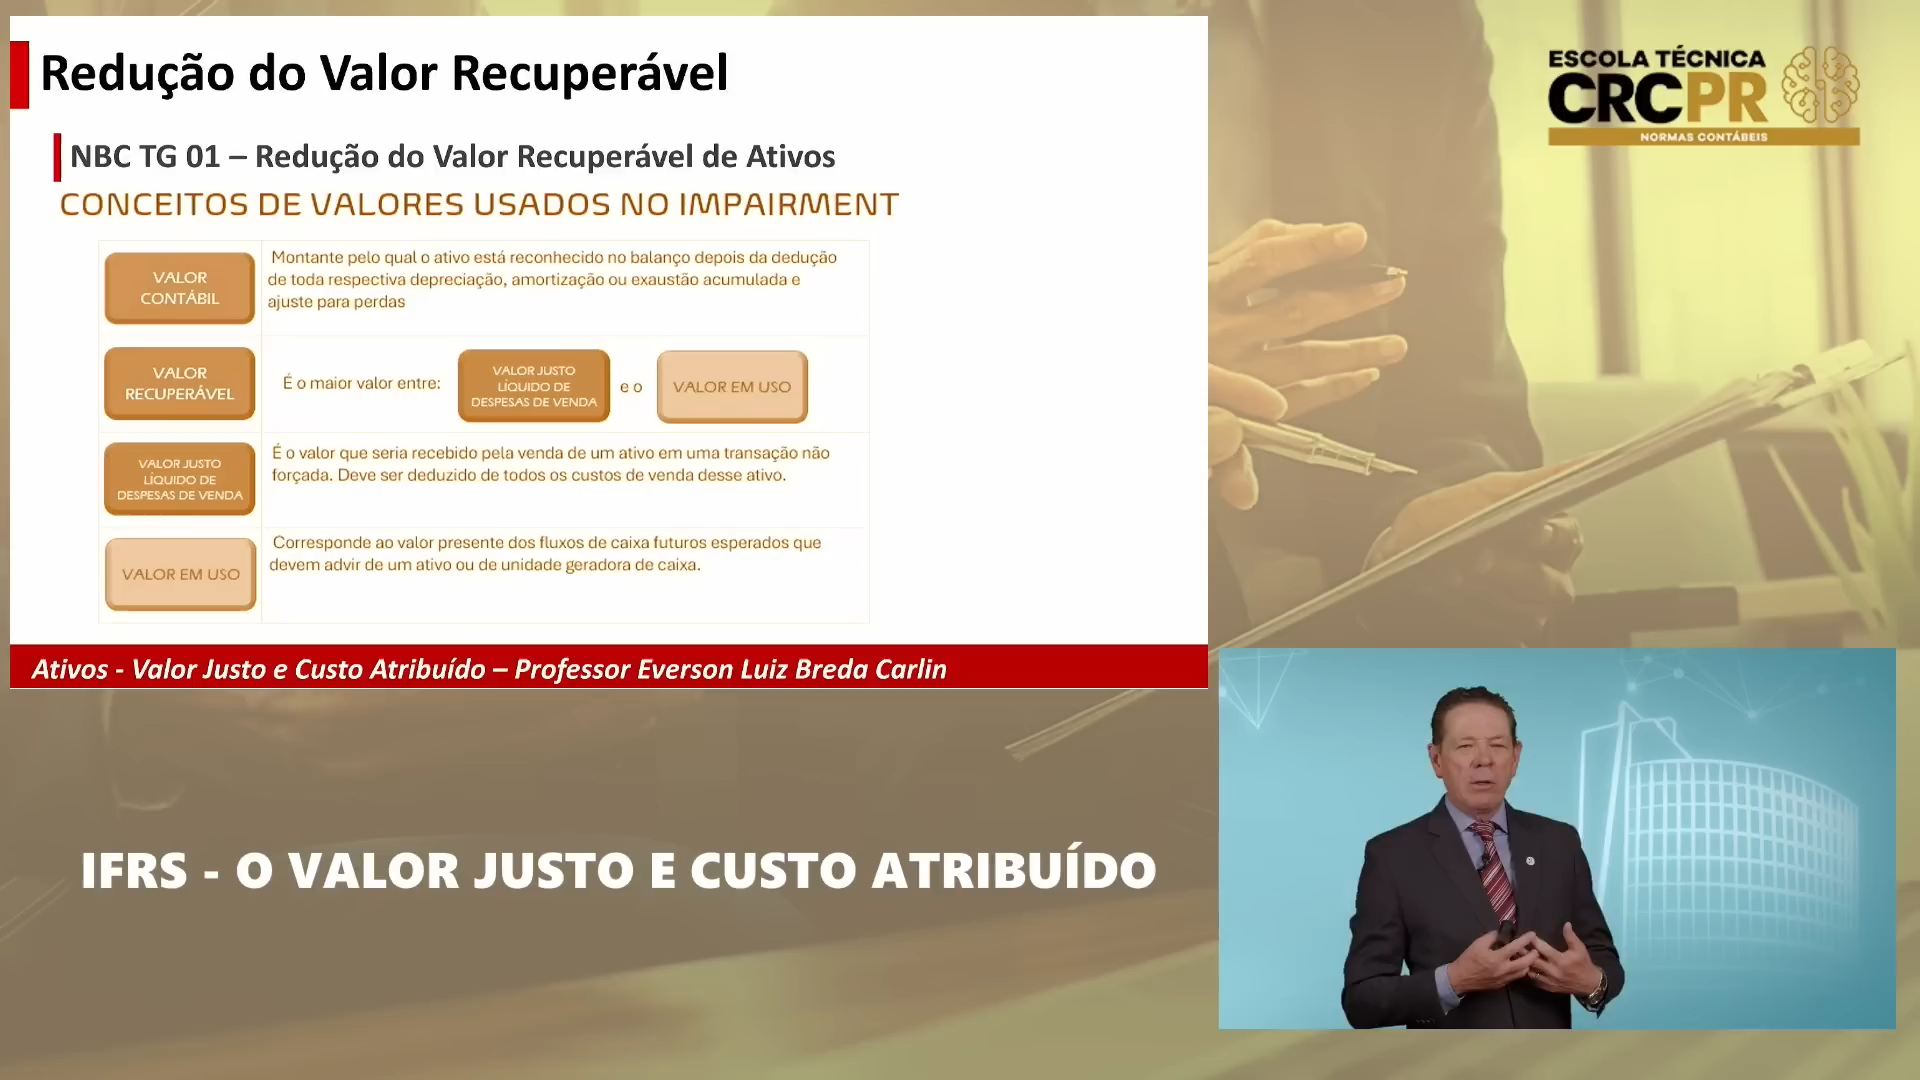 Redução do Valor Recuperável
NBC TG 01 – Redução do Valor Recuperável de Ativos
CONCEITOS DE VALORES USADOS NO IMPAIRMENT
VALOR
CONTÁBIL
Montante pelo qual o ativo está reconhecido no balanço depois da dedução
de toda respectiva depreciação, amortização ou exaustão acumulada e
ajuste para perdas
VALOR
RECUPERÁVEL
É o maior valor entre:
VALOR JUSTO
LÍQUIDO DE
DESPESAS DE VENDA
e o
VALOR EM USO
VALOR JUSTO
LÍQUIDO DE
DESPESAS DE VENDA
É o valor que seria recebido pela venda de um ativo em uma transação não
forçada. Deve ser deduzido de todos os custos de venda desse ativo.
VALOR EM USO
Corresponde ao valor presente dos fluxos de caixa futuros esperados que
devem advir de um ativo ou de unidade geradora de caixa.
Ativos - Valor Justo e Custo Atribuído – Professor Everson Luiz Breda Carlin
ESCOLA TÉCNICA
CRCPR
NORMAS CONTÁBEIS
IFRS - O VALOR JUSTO E CUSTO ATRIBUÍDO